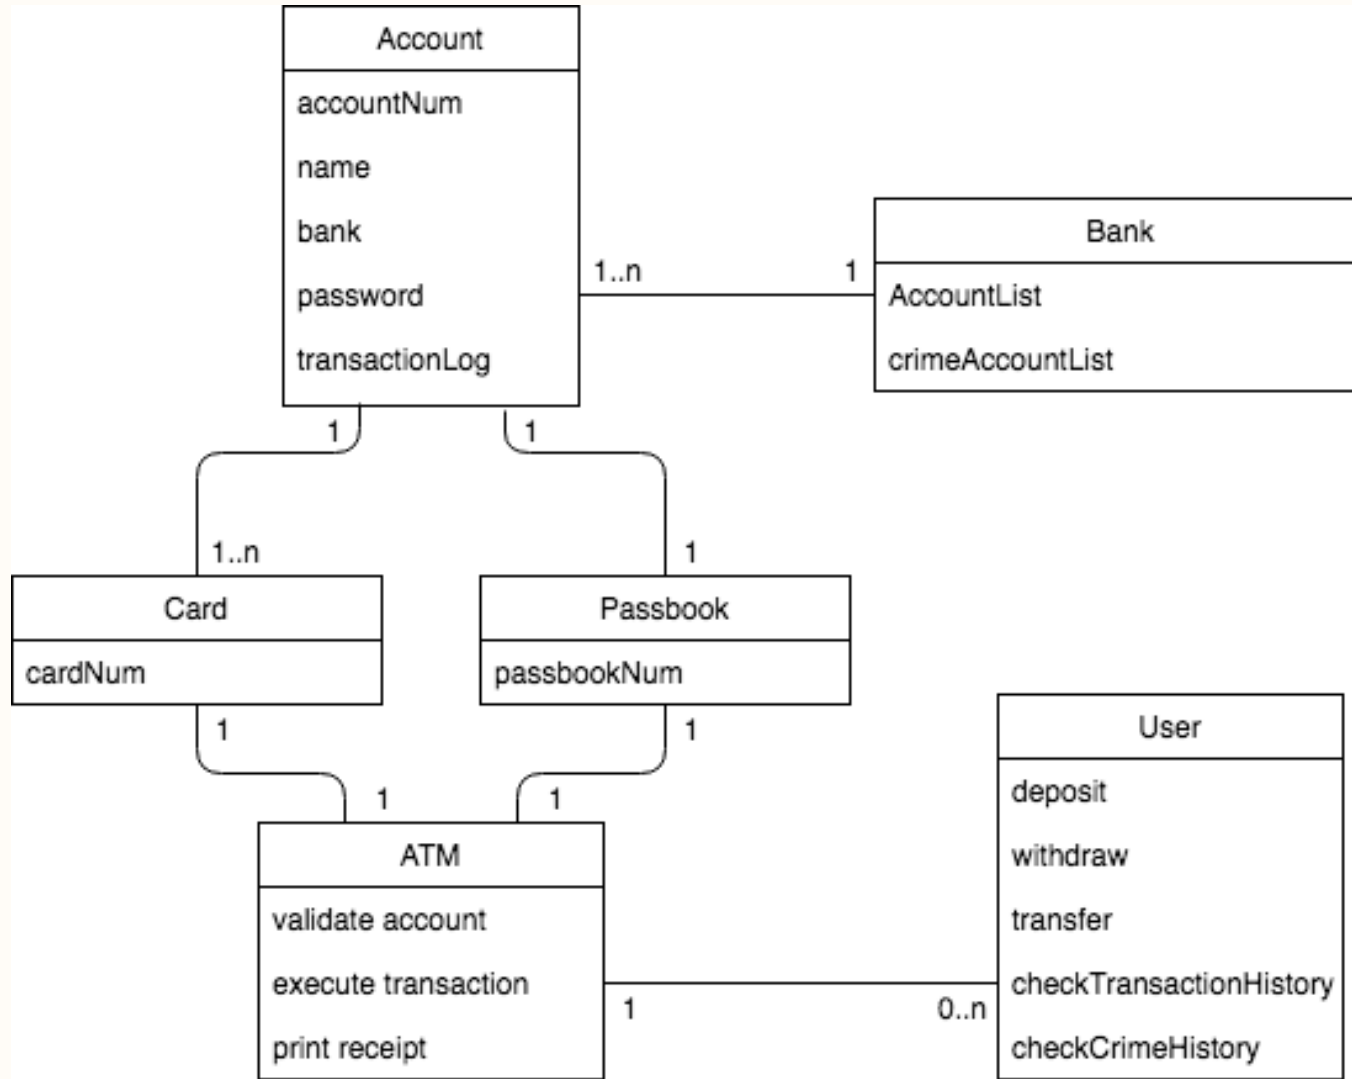 Account
accountNum
name
bank
password
transactionLog
1..n
1
Bank
AccountList
crimeAccountList
1
1
1..n
1
Card
cardNum
Passbook
passbookNum
1
1
1
1
ATM
validate account
execute transaction
print receipt
1
0..n
User
deposit
withdraw
transfer
checkTransactionHistory
checkCrimeHistory